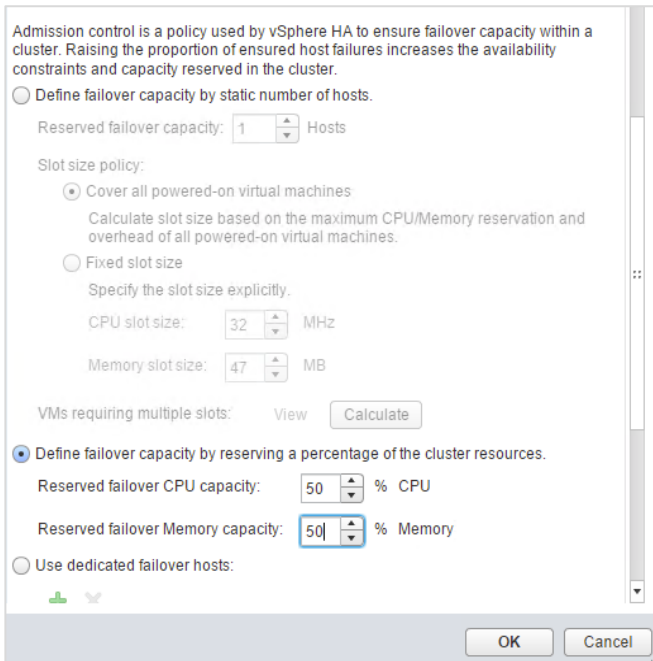 Admission control is a policy used by vSphere HA to ensure failover capacity within a
cluster. Raising the proportion of ensured host failures increases the availability
constraints and capacity reserved in the cluster.
Define failover capacity by static number of hosts.
Reserved failover capacity: 1 Hosts
Slot size policy:
Cover all powered-on virtual machines
Calculate slot size based on the maximum CPU/Memory reservation and
overhead of all powered-on virtual machines.
Fixed slot size
Specify the slot size explicitly.
CPU slot size: 32 MHz
Memory slot size: 47 MB
VMs requiring multiple slots: View Calculate
Define failover capacity by reserving a percentage of the cluster resources.
Reserved failover CPU capacity: 50 % CPU
Reserved failover Memory capacity: 50 % Memory
Use dedicated failover hosts:
OK Cancel